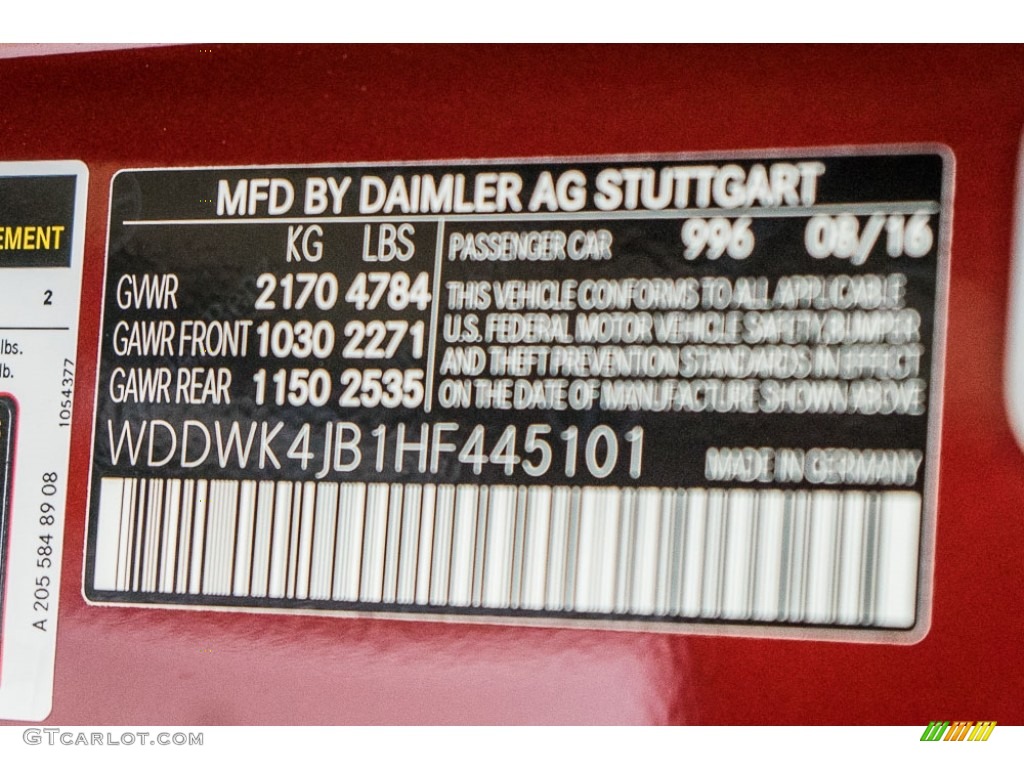 MFD BY DAIMLER AG STUTTGART
KG LBS
GVWR 2170 4784
GAWR FRONT 1030 2271
GAWR REAR 1150 2535
PASSENGER CAR 996 08/16
THIS VEHICLE CONFORMS TO ALL APPLICABLE
U.S. FEDERAL MOTOR VEHICLE SAFETY, BUMPER
AND THEFT PREVENTION STANDARDS IN EFFECT
ON THE DATE OF MANUFACTURE SHOWN ABOVE
WDDWK4JB1HF445101
MADE IN GERMANY
EMENT
2
lbs.
lb.
1054377
A 205 584 89 08
GTCARLOT.COM